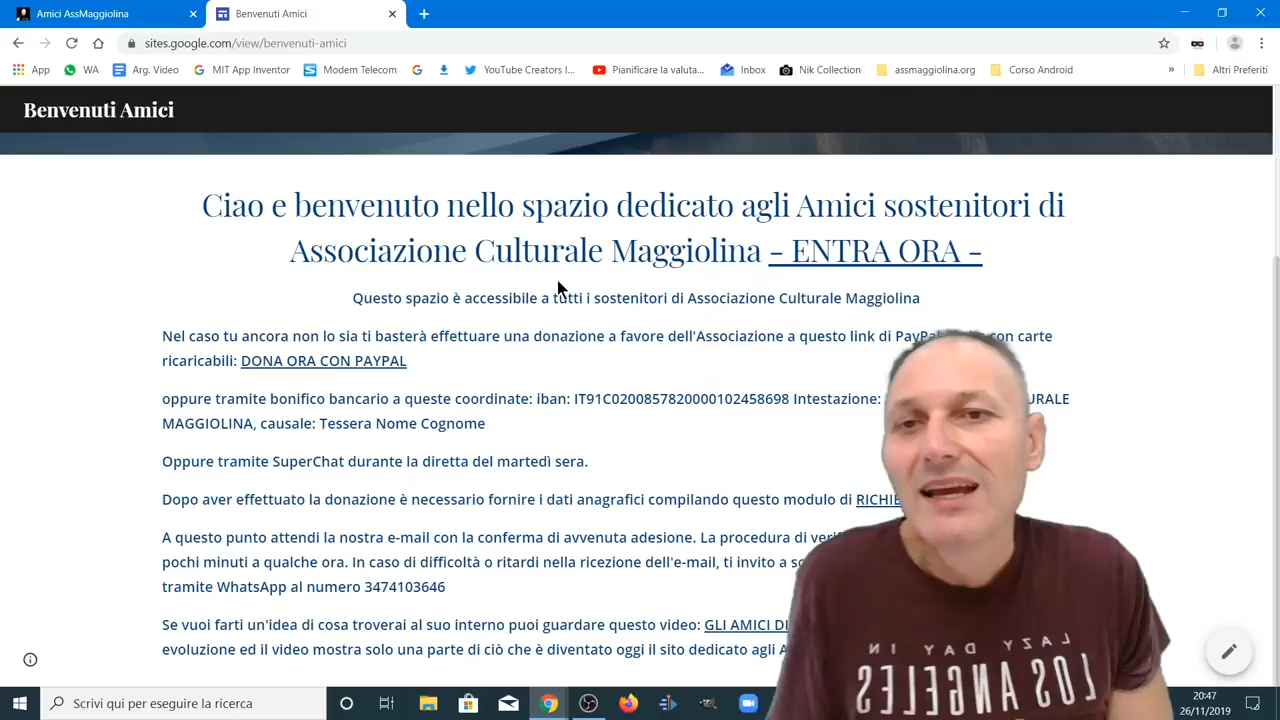 Amici AssMaggiolina
Benvenuti Amici
sites.google.com/view/benvenuti-amici
App WA Arg. Video MIT App Inventor Modem Telecom YouTube Creators I... Pianificare la valuta... Inbox Nik Collection assmaggiolina.org Corso Android » Altri Preferiti
Benvenuti Amici
Ciao e benvenuto nello spazio dedicato agli Amici sostenitori di
Associazione Culturale Maggiolina - ENTRA ORA -
Questo spazio è accessibile a tutti i sostenitori di Associazione Culturale Maggiolina
Nel caso tu ancora non lo sia ti basterà effettuare una donazione a favore dell'Associazione a questo link di con carte
ricaricabili: DONA ORA CON PAYPAL
oppure tramite bonifico bancario a queste coordinate: iban: IT91C0200857820000102458698 Intestazione:
MAGGIOLINA, causale: Tessera Nome Cognome
Oppure tramite SuperChat durante la diretta del martedì sera.
Dopo aver effettuato la donazione è necessario fornire i dati anagrafici compilando questo modulo di
A questo punto attendi la nostra e-mail con la conferma di avvenuta adesione. La procedura di
pochi minuti a qualche ora. In caso di difficoltà o ritardi nella ricezione dell'e-mail, ti invito a
tramite WhatsApp al numero 3474103646
Se vuoi farti un'idea di cosa troverai al suo interno puoi guardare questo video: GLI AMICI
evoluzione ed il video mostra solo una parte di ciò che è diventato oggi il sito dedicato agli
LAZY DAY IN
LOS ANGELES
Scrivi qui per eseguire la ricerca
20:47
26/11/2019